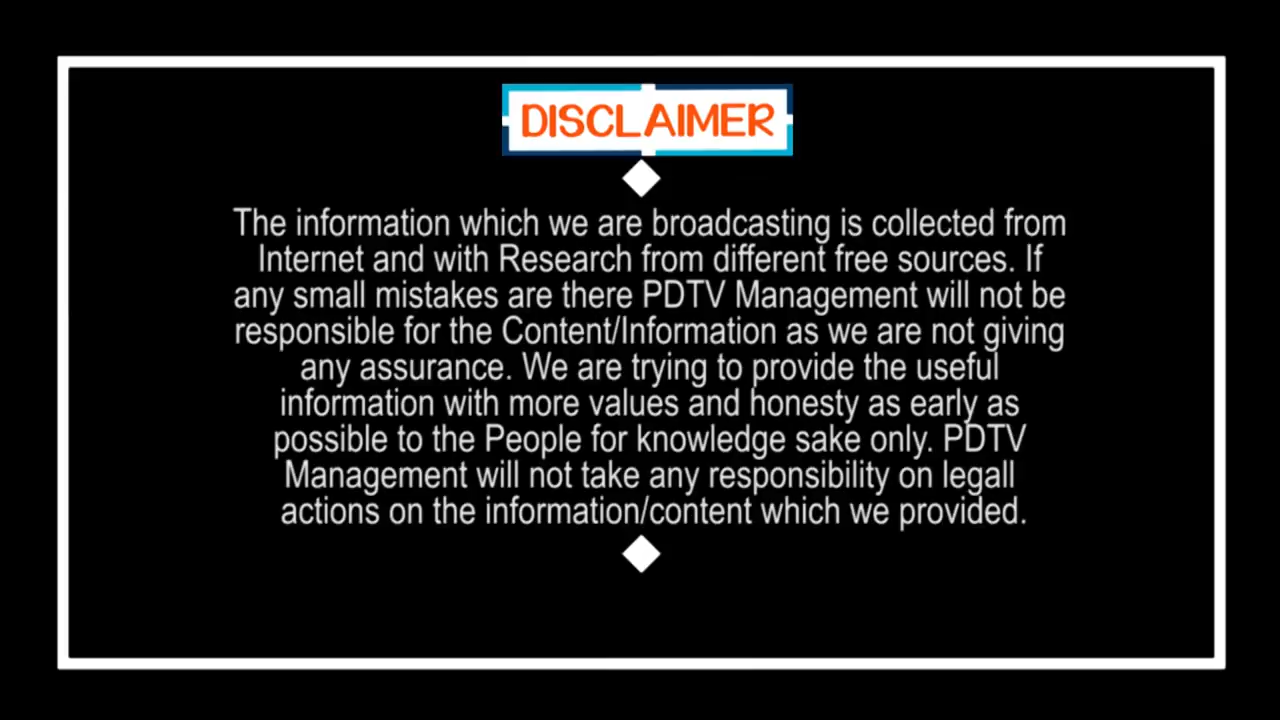 DISCLAIMER
The information which we are broadcasting is collected from
Internet and with Research from different free sources. If
any small mistakes are there PDTV Management will not be
responsible for the Content/Information as we are not giving
any assurance. We are trying to provide the useful
information with more values and honesty as early as
possible to the People for knowledge sake only. PDTV
Management will not take any responsibility on legall
actions on the information/content which we provided.